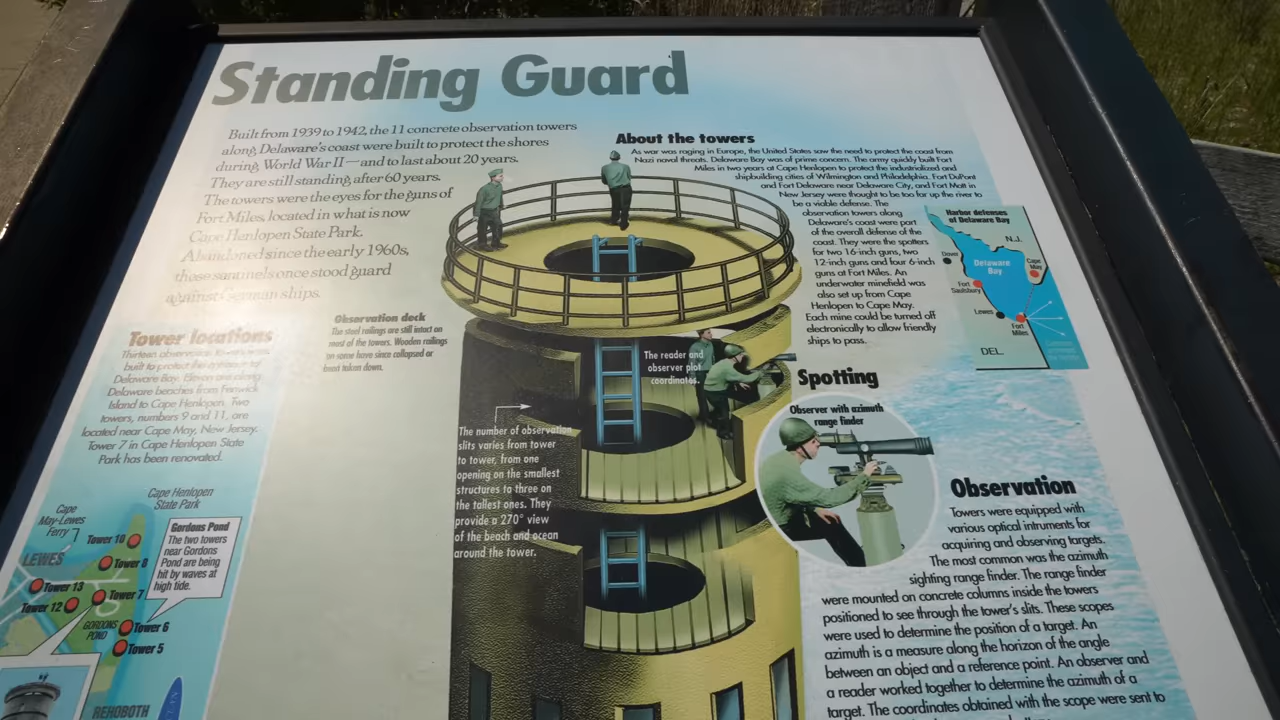 Standing Guard
Built from 1939 to 1942, the 11 concrete observation towers
along Delaware's coast were built to protect the shores
during World War II—and to last about 20 years.
They are still standing after 60 years.
The towers were the eyes for the guns of
Fort Miles, located in what is now
Cape Henlopen State Park.
Abandoned since the early 1960s,
these sentinels once stood guard
against German ships.
About the towers
As war was raging in Europe, the United States saw the need to protect the coast from
Nazi naval threats. Delaware Bay was of prime concern. The army quickly built Fort
Miles in two years at Cape Henlopen to protect the industrialized and
shipbuilding cities of Wilmington and Philadelphia. Fort DuPont
and Fort Delaware near Delaware City, and Fort Mott in
New Jersey were thought to be too far up the river to
be a viable defense. The
observation towers along
Delaware's coast were part
of the overall defense of the
coast. They were the spotters
for two 16-inch guns, two
12-inch guns and four 6-inch
guns at Fort Miles. An
underwater minefield was
also set up from Cape
Henlopen to Cape May.
Each mine could be turned off
electronically to allow friendly
ships to pass.
Harbor defenses
of Delaware Bay
N.J.
Dover
Delaware
Bay
Cape
May
Fort
Saulsbury
Lewes
Fort
Miles
DEL.
Observation deck
The steel railings are still intact on
most of the towers. Wooden railings
on some have since collapsed or
been taken down.
Tower locations
Thirteen observation towers were
built to protect the
Delaware Bay. Eleven are along
Delaware beaches from Fenwick
Island to Cape Henlopen. Two
towers, numbers 9 and 11, are
located near Cape May, New Jersey.
Tower 7 in Cape Henlopen State
Park has been renovated.
The reader and
observer plot
coordinates.
The number of observation
slits varies from tower
to tower, from one
opening on the smallest
structures to three on
the tallest ones. They
provide a 270° view
of the beach and ocean
around the tower.
Spotting
Observer with azimuth
range finder
Observation
Towers were equipped with
various optical intruments for
acquiring and observing targets.
The most common was the azimuth
sighting range finder. The range finder
were mounted on concrete columns inside the towers
positioned to see through the tower's slits. These scopes
were used to determine the position of a target. An
azimuth is a measure along the horizon of the angle
between an object and a reference point. An observer and
a reader worked together to determine the azimuth of a
target. The coordinates obtained with the scope were sent to
Cape Henlopen
State Park
Cape
May-Lewes
Ferry
LEWES
Tower 10
Tower 8
Tower 13
Tower 7
Tower 12
GORDONS
POND
Tower 6
Tower 5
Gordons Pond
The two towers
near Gordons
Pond are being
hit by waves at
high tide.
REHOBOTH